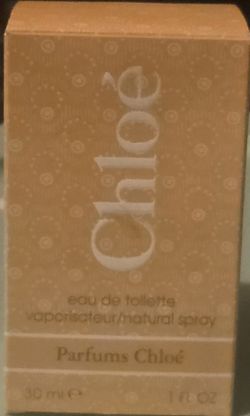 Chloé
eau de toilette
vaporisateur/natural spray
Parfums Chloé
30 ml ℮ 1 fl OZ